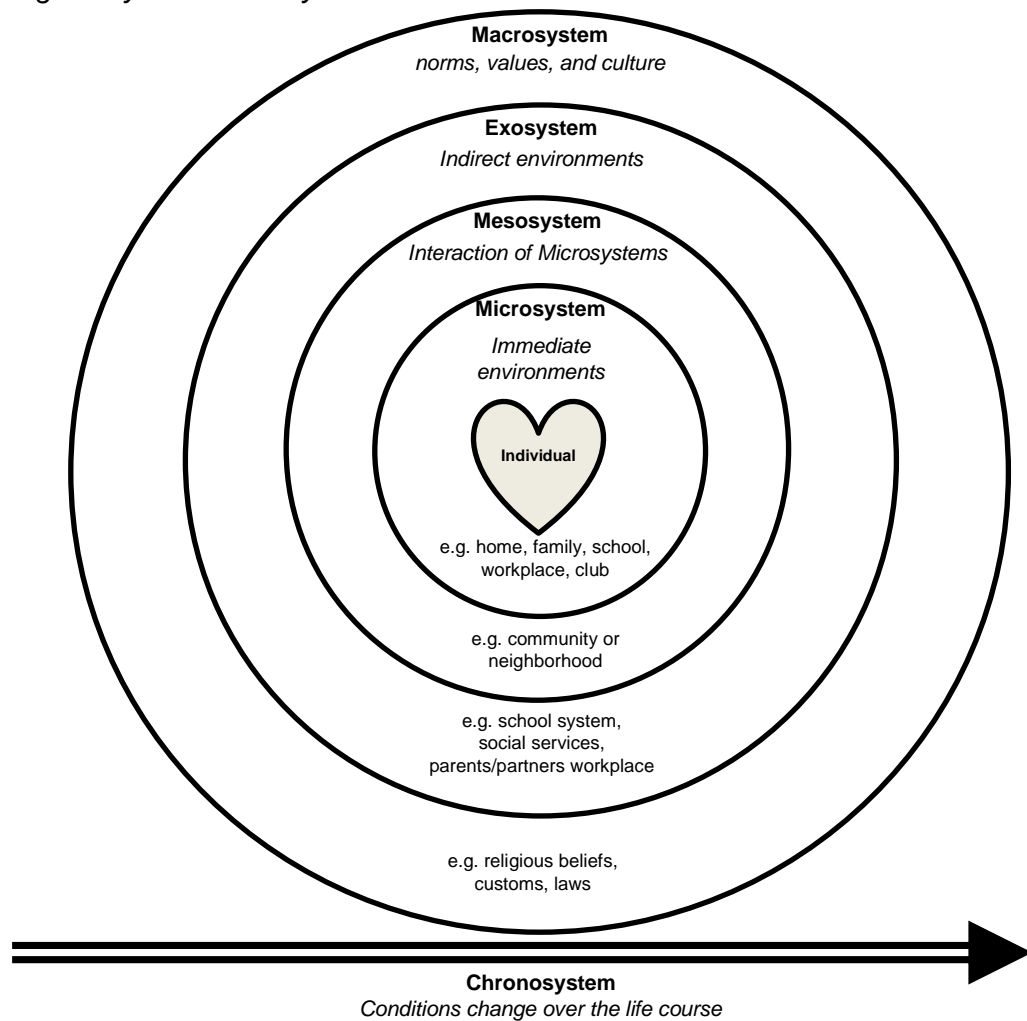 Macrosystem
norms, values, and culture
Exosystem
Indirect environments
Mesosystem
Interaction of Microsystems
Microsystem
Immediate
environments
Individual
e.g. home, family, school,
workplace, club
e.g. community or
neighborhood
e.g. school system,
social services,
parents/partners workplace
e.g. religious beliefs,
customs, laws
Chronosystem
Conditions change over the life course